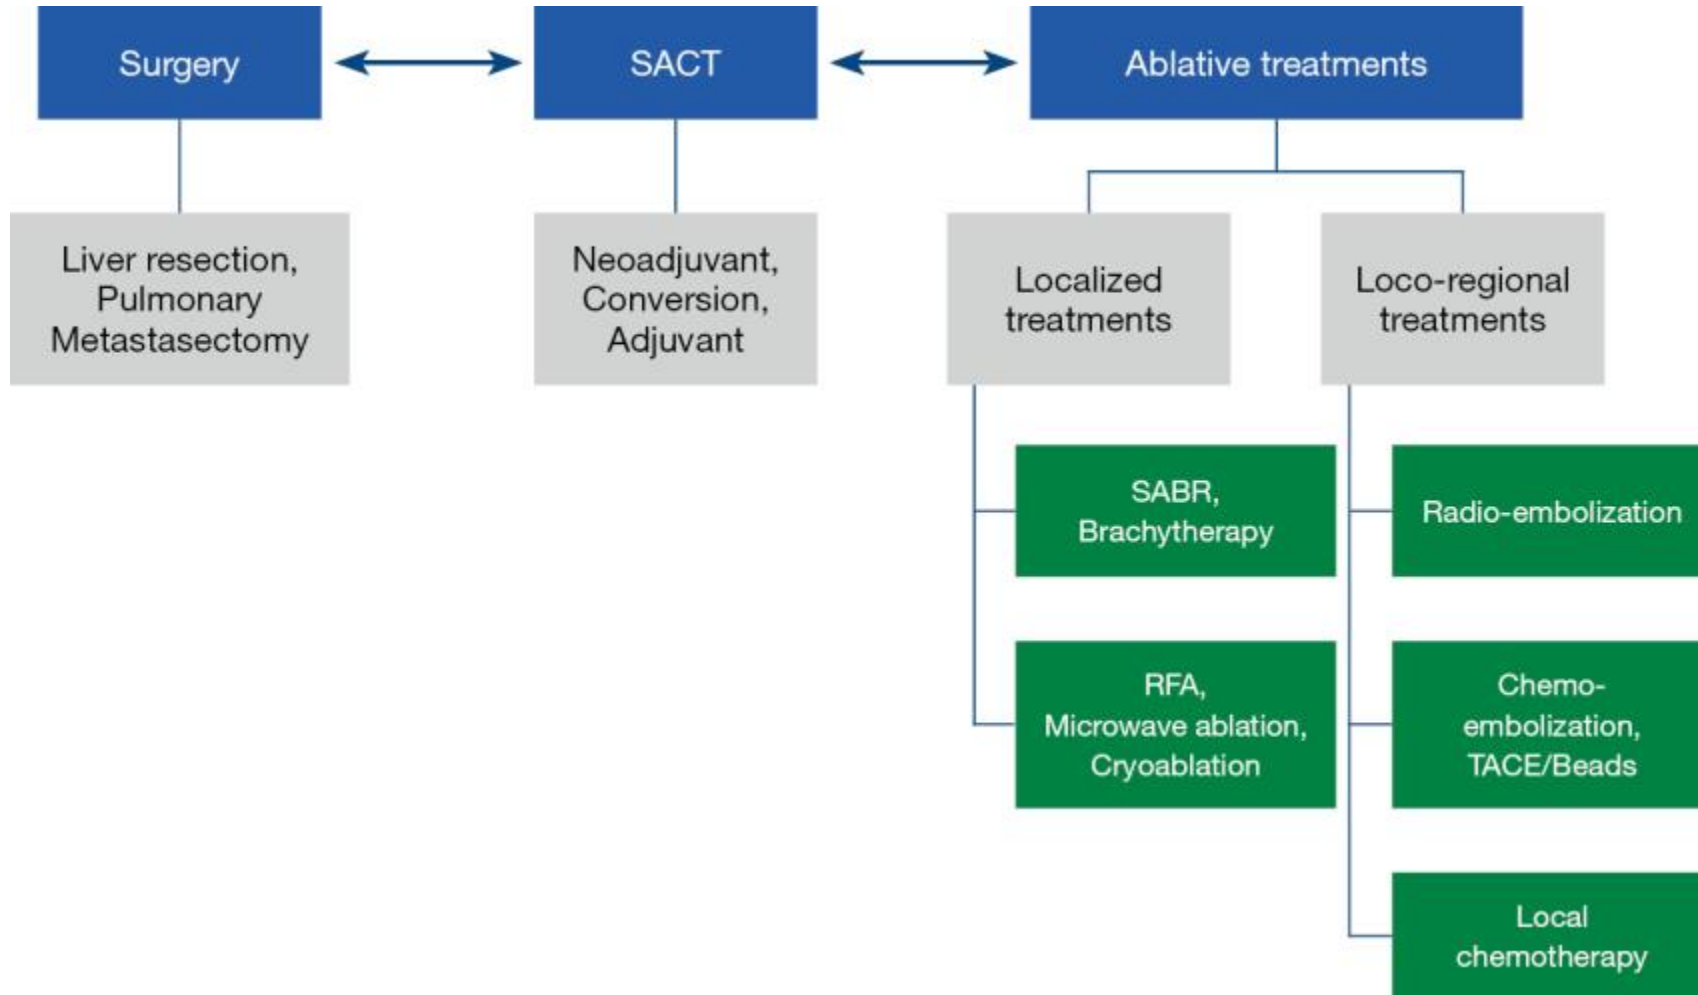 Surgery
SACT
Ablative treatments
Liver resection,
Pulmonary
Metastasectomy
Neoadjuvant,
Conversion,
Adjuvant
Localized
treatments
Loco-regional
treatments
SABR,
Brachytherapy
Radio-embolization
RFA,
Microwave ablation,
Cryoablation
Chemo-
embolization,
TACE/Beads
Local
chemotherapy